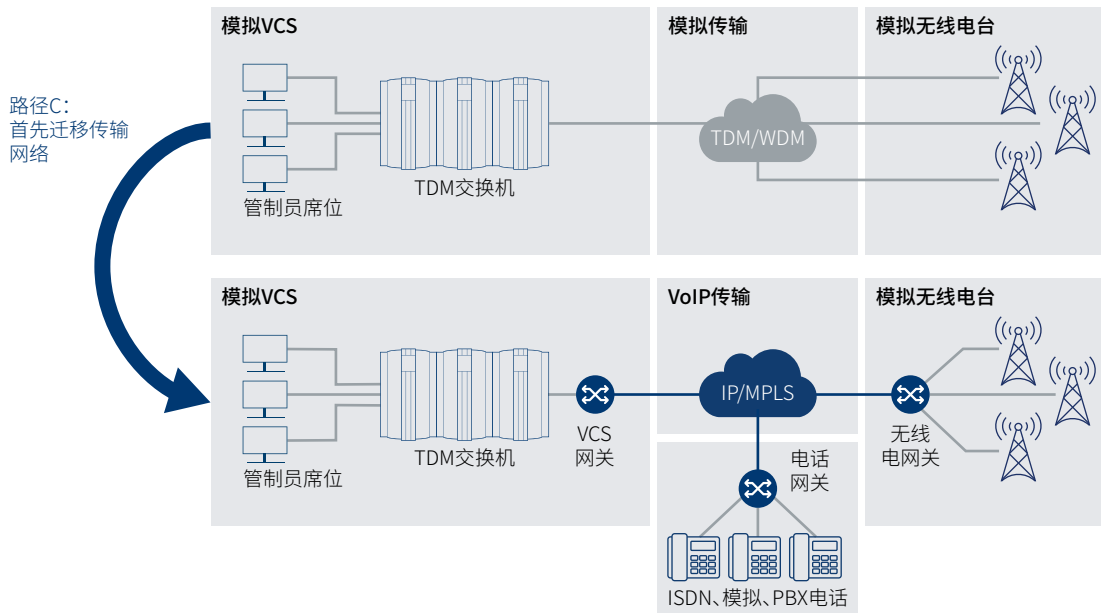 模拟VCS
模拟传输
模拟无线电台
路径C：
首先迁移传输
网络
TDM/WDM
TDM交换机
管制员席位
模拟VCS
VoIP传输
模拟无线电台
IP/MPLS
VCS
网关
无线
电网关
TDM交换机
管制员席位
电话
网关
ISDN、模拟、PBX电话